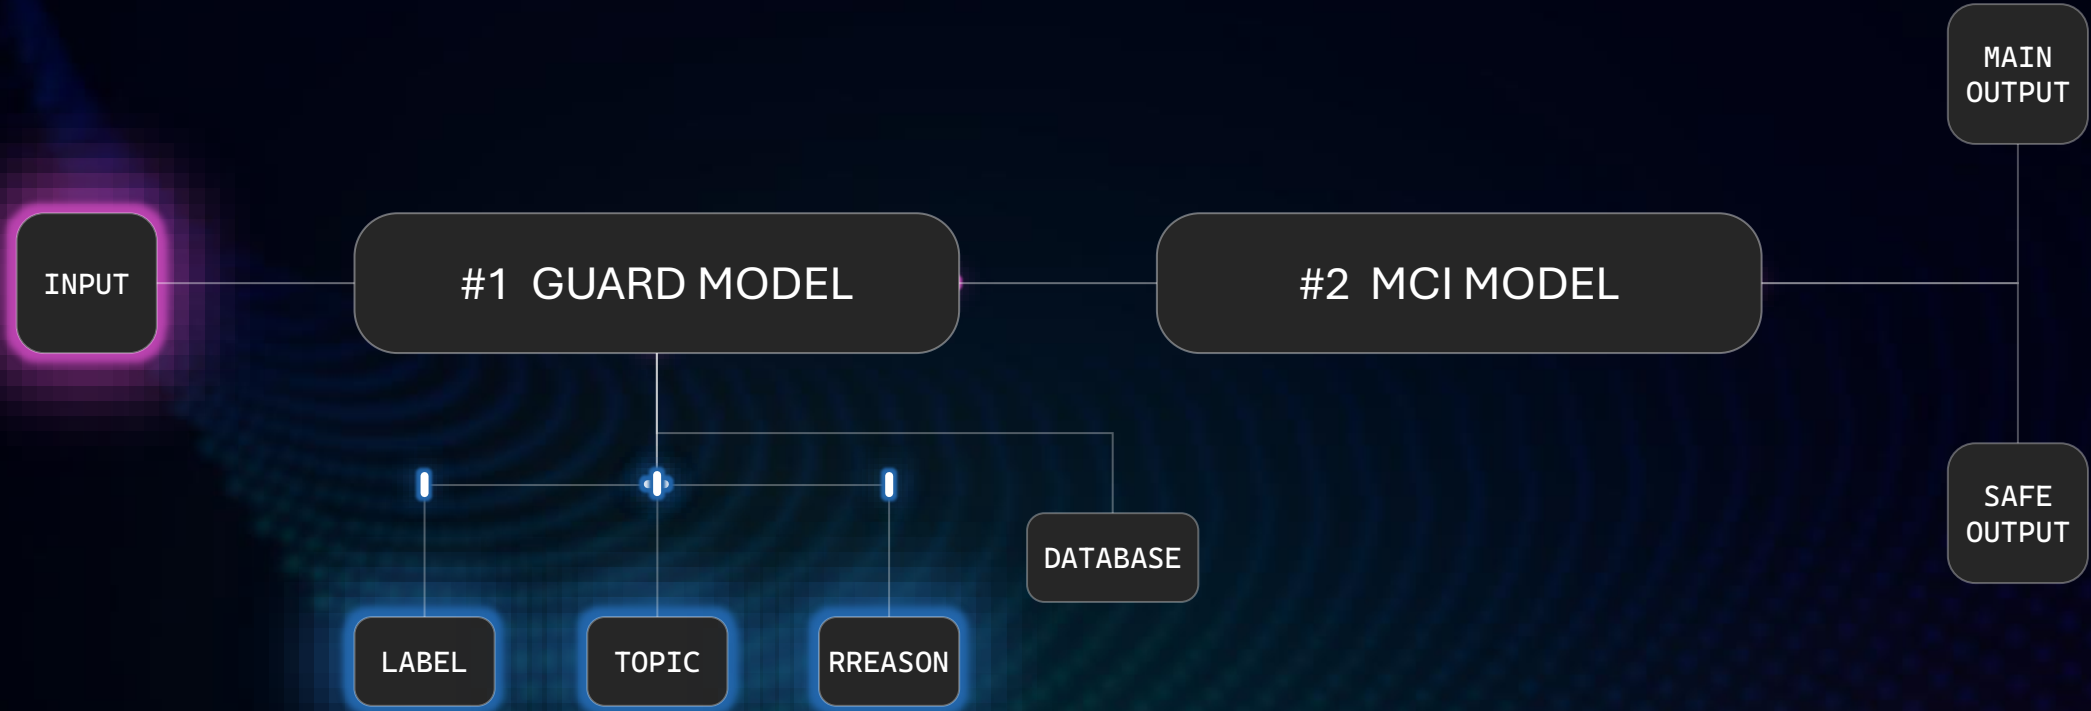 MAIN
OUTPUT
INPUT
#1 GUARD MODEL
#2 MCI MODEL
SAFE
OUTPUT
DATABASE
LABEL
TOPIC
RREASON